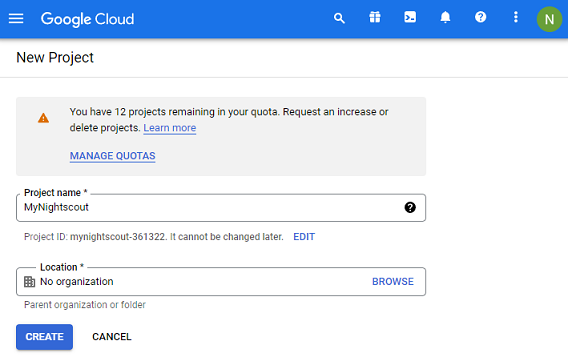 Google Cloud
N
New Project
You have 12 projects remaining in your quota. Request an increase or
delete projects. Learn more
MANAGE QUOTAS
Project name *
MyNightscout
Project ID: mynightscout-361322. It cannot be changed later. EDIT
Location *
No organization BROWSE
Parent organization or folder
CREATE CANCEL